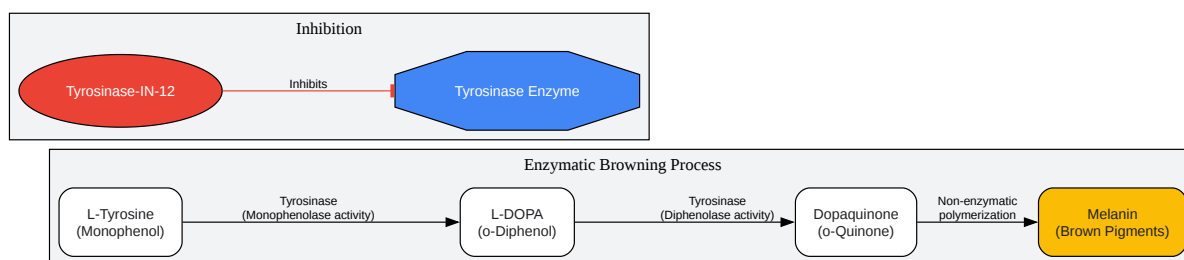 Inhibition
Tyrosinase-IN-12
Inhibits
Tyrosinase Enzyme
Enzymatic Browning Process
L-Tyrosine
(Monophenol)
Tyrosinase
(Monophenolase activity)
L-DOPA
(o-Diphenol)
Tyrosinase
(Diphenolase activity)
Dopaquinone
(o-Quinone)
Non-enzymatic
polymerization
Melanin
(Brown Pigments)